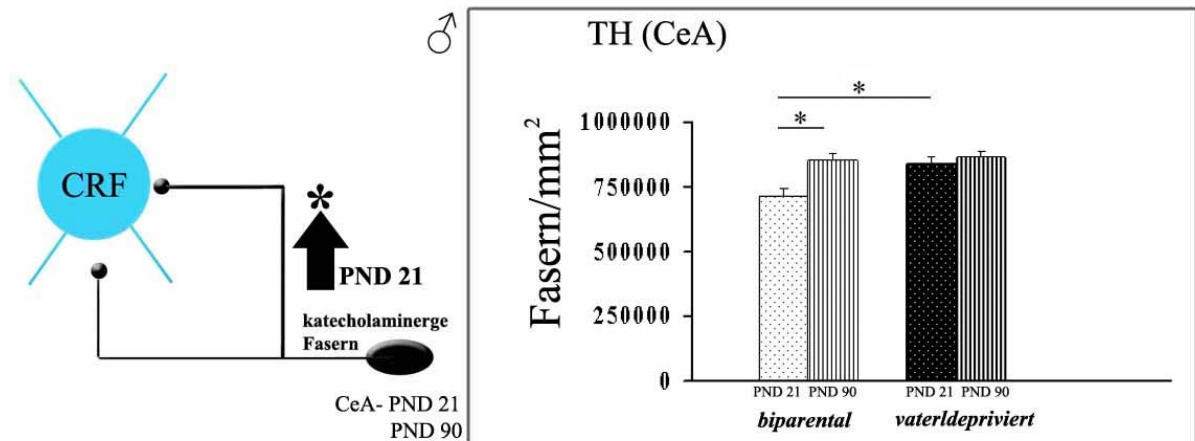 ♂
CRF
*
PND 21
katecholaminerge
Fasern
CeA- PND 21
PND 90
TH (CeA)
Fasern/mm²
*
*
1000000
750000
500000
250000
0
PND 21 PND 90 PND 21 PND 90
biparental vaterldepriviert